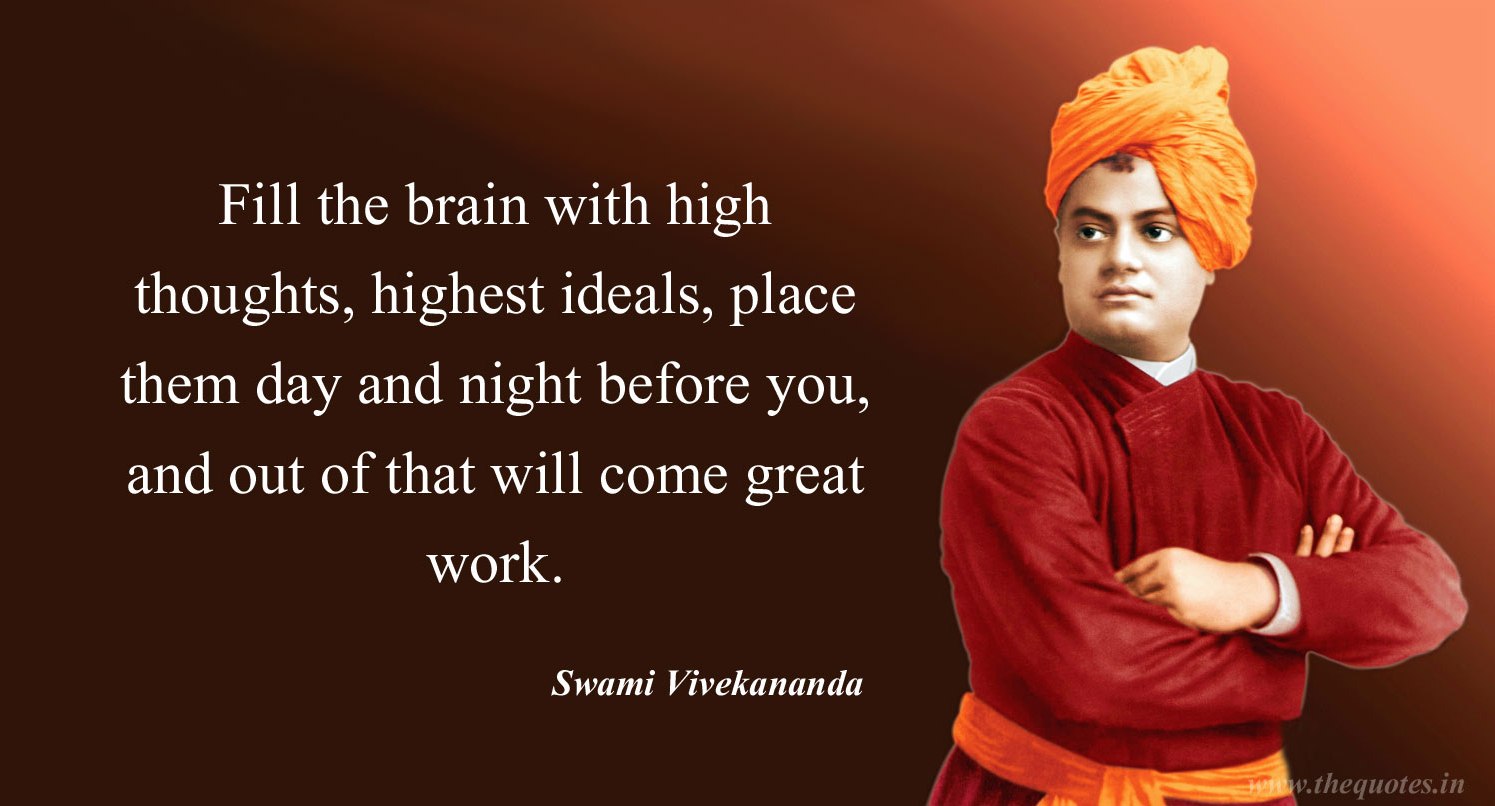 Fill the brain with high
thoughts, highest ideals, place
them day and night before you,
and out of that will come great
work.
Swami Vivekananda
www.thequotes.in